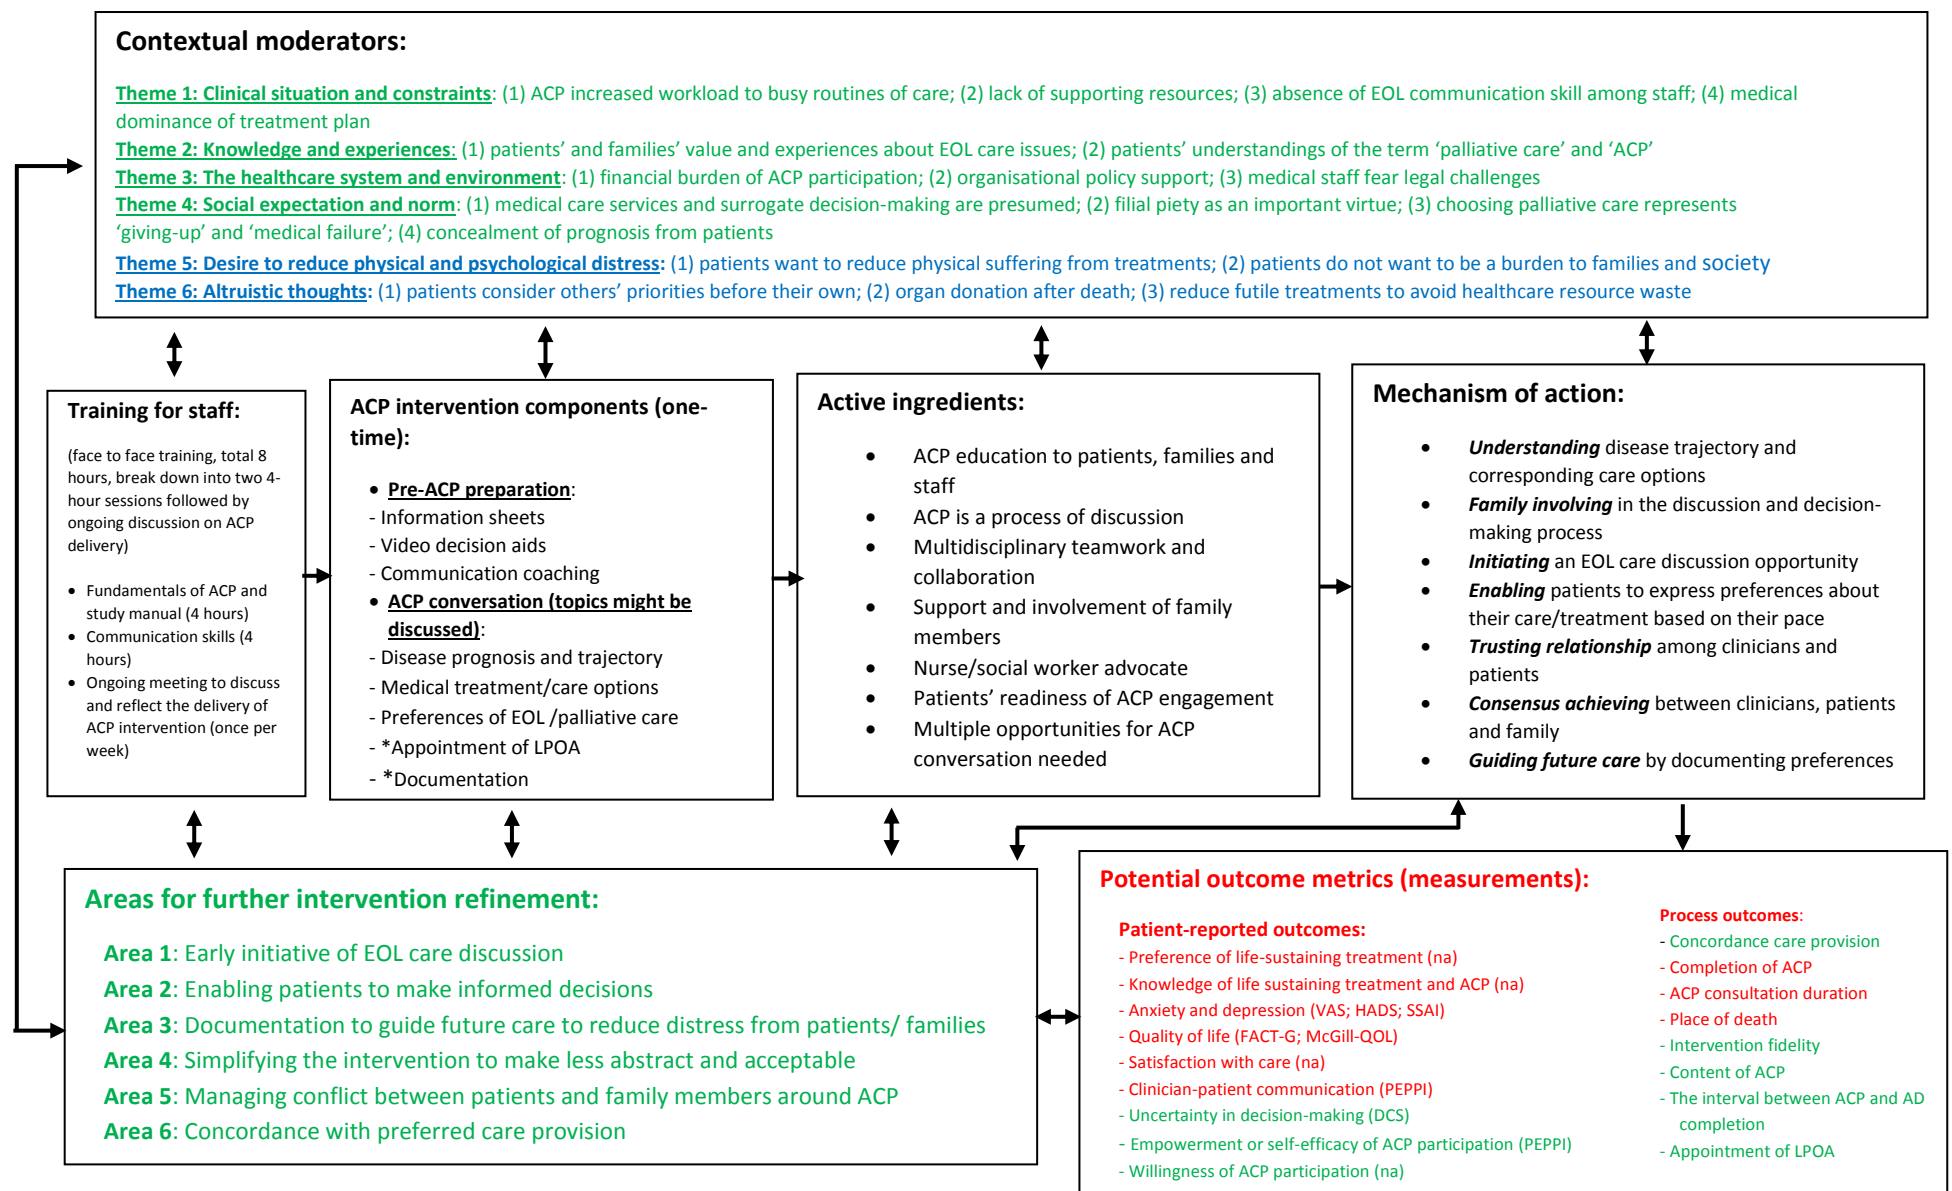 Contextual moderators:
Theme 1: Clinical situation and constraints: (1) ACP increased workload to busy routines of care; (2) lack of supporting resources; (3) absence of EOL communication skill among staff; (4) medical
dominance of treatment plan
Theme 2: Knowledge and experiences: (1) patients' and families' value and experiences about EOL care issues; (2) patients' understandings of the term 'palliative care' and 'ACP'
Theme 3: The healthcare system and environment: (1) financial burden of ACP participation; (2) organisational policy support; (3) medical staff fear legal challenges
Theme 4: Social expectation and norm: (1) medical care services and surrogate decision-making are presumed; (2) filial piety as an important virtue; (3) choosing palliative care represents
'giving-up' and 'medical failure'; (4) concealment of prognosis from patients
Theme 5: Desire to reduce physical and psychological distress: (1) patients want to reduce physical suffering from treatments; (2) patients do not want to be a burden to families and society
Theme 6: Altruistic thoughts: (1) patients consider others' priorities before their own; (2) organ donation after death; (3) reduce futile treatments to avoid healthcare resource waste
Training for staff:
(face to face training, total 8
hours, break down into two 4-
hour sessions followed by
ongoing discussion on ACP
delivery)
• Fundamentals of ACP and
study manual (4 hours)
• Communication skills (4
hours)
• Ongoing meeting to discuss
and reflect the delivery of
ACP intervention (once per
week)
ACP intervention components (one-
time):
• Pre-ACP preparation:
- Information sheets
- Video decision aids
- Communication coaching
• ACP conversation (topics might be
discussed):
- Disease prognosis and trajectory
- Medical treatment/care options
- Preferences of EOL /palliative care
- *Appointment of LPOA
- *Documentation
Active ingredients:
• ACP education to patients, families and
staff
• ACP is a process of discussion
• Multidisciplinary teamwork and
collaboration
• Support and involvement of family
members
• Nurse/social worker advocate
• Patients' readiness of ACP engagement
• Multiple opportunities for ACP
conversation needed
Mechanism of action:
• Understanding disease trajectory and
corresponding care options
• Family involving in the discussion and decision-
making process
• Initiating an EOL care discussion opportunity
• Enabling patients to express preferences about
their care/treatment based on their pace
• Trusting relationship among clinicians and
patients
• Consensus achieving between clinicians, patients
and family
• Guiding future care by documenting preferences
Areas for further intervention refinement:
Area 1: Early initiative of EOL care discussion
Area 2: Enabling patients to make informed decisions
Area 3: Documentation to guide future care to reduce distress from patients/ families
Area 4: Simplifying the intervention to make less abstract and acceptable
Area 5: Managing conflict between patients and family members around ACP
Area 6: Concordance with preferred care provision
Potential outcome metrics (measurements):
Patient-reported outcomes:
- Preference of life-sustaining treatment (na)
- Knowledge of life sustaining treatment and ACP (na)
- Anxiety and depression (VAS; HADS; SSAI)
- Quality of life (FACT-G; McGill-QOL)
- Satisfaction with care (na)
- Clinician-patient communication (PEPPI)
- Uncertainty in decision-making (DCS)
- Empowerment or self-efficacy of ACP participation (PEPPI)
- Willingness of ACP participation (na)
Process outcomes:
- Concordance care provision
- Completion of ACP
- ACP consultation duration
- Place of death
- Intervention fidelity
- Content of ACP
- The interval between ACP and AD
completion
- Appointment of LPOA